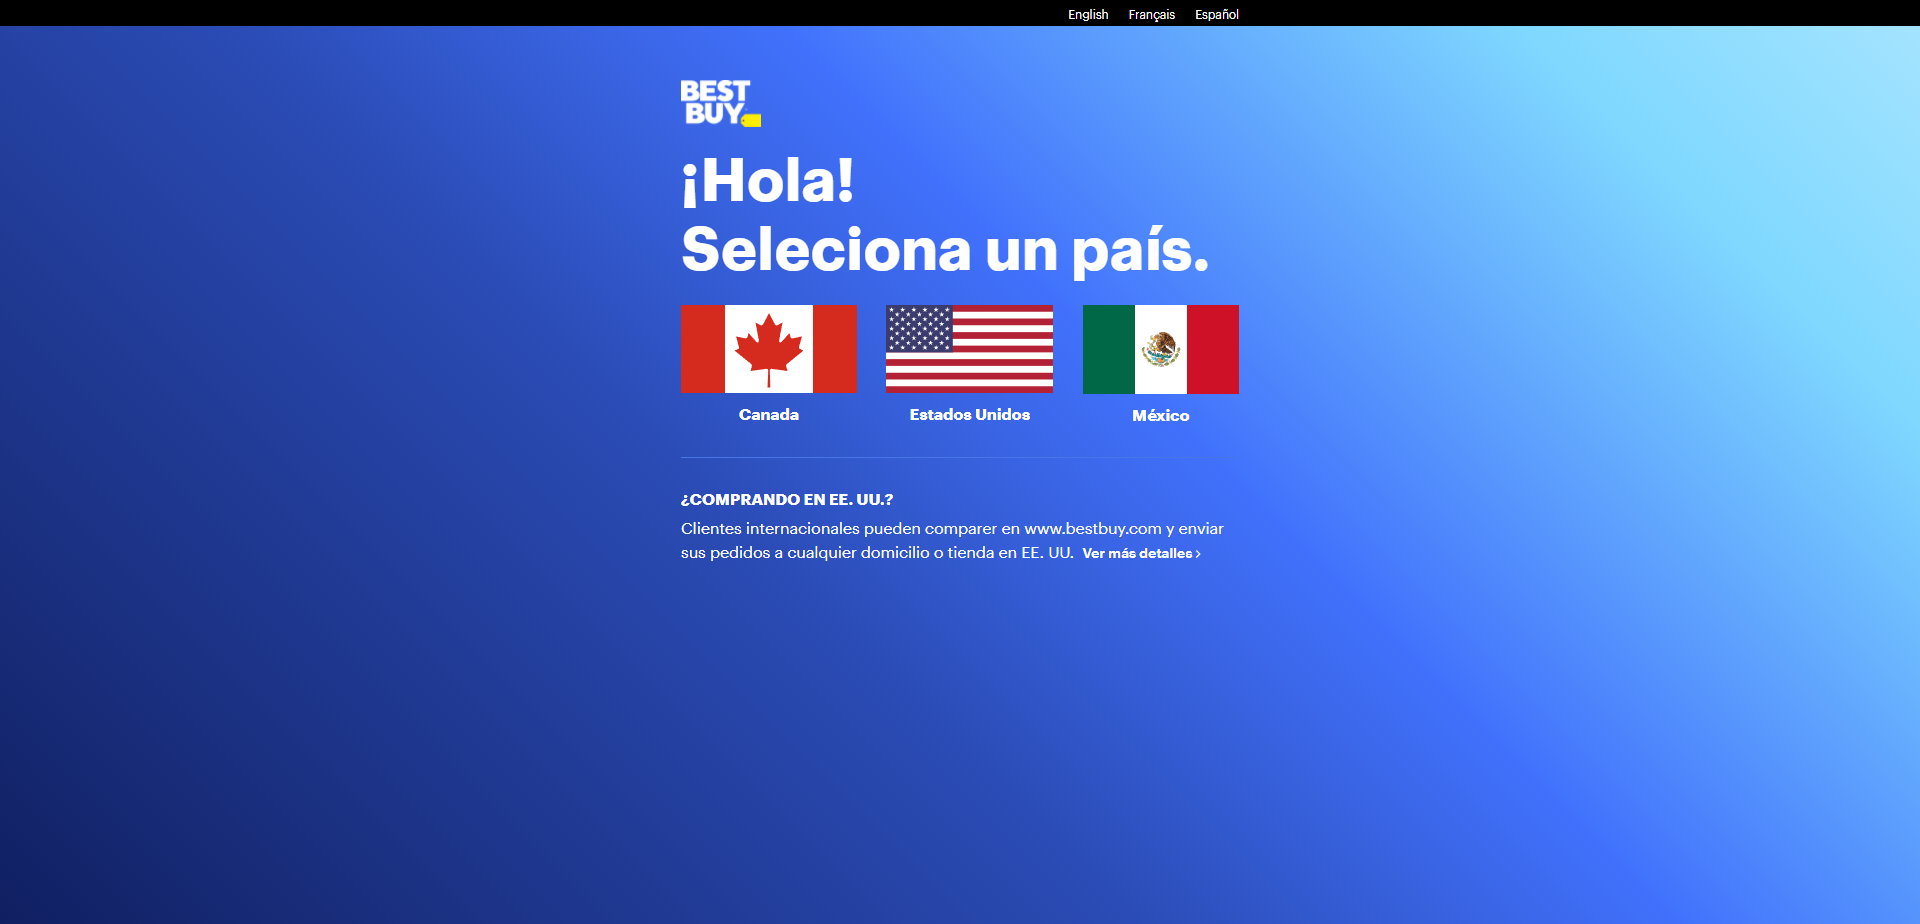 English Français Español
BEST
BUY
¡Hola!
Seleciona un país.
Canada Estados Unidos México
¿COMPRANDO EN EE. UU.?
Clientes internacionales pueden comparer en www.bestbuy.com y enviar
sus pedidos a cualquier domicilio o tienda en EE. UU. Ver más detalles >